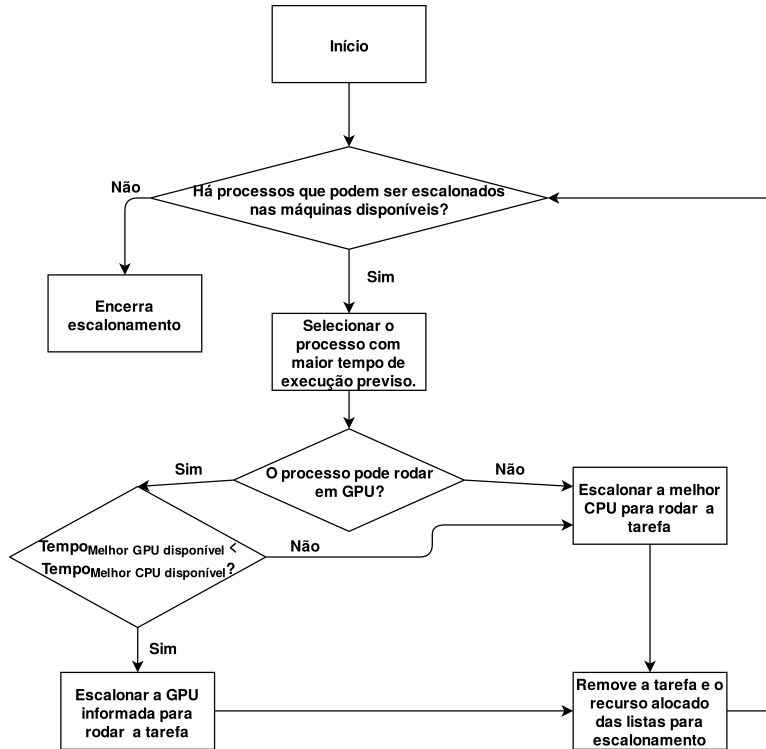 Início
Há processos que podem ser escalonados
nas máquinas disponíveis?
Não
Sim
Encerra
escalonamento
Selecionar o
processo com
maior tempo de
execução previso.
O processo pode rodar
em GPU?
Sim
Não
Escalonar a melhor
CPU para rodar a
tarefa
TempoMelhor GPU disponível <
TempoMelhor CPU disponível?
Não
Sim
Escalonar a GPU
informada para
rodar a tarefa
Remove a tarefa e o
recurso alocado
das listas para
escalonamento